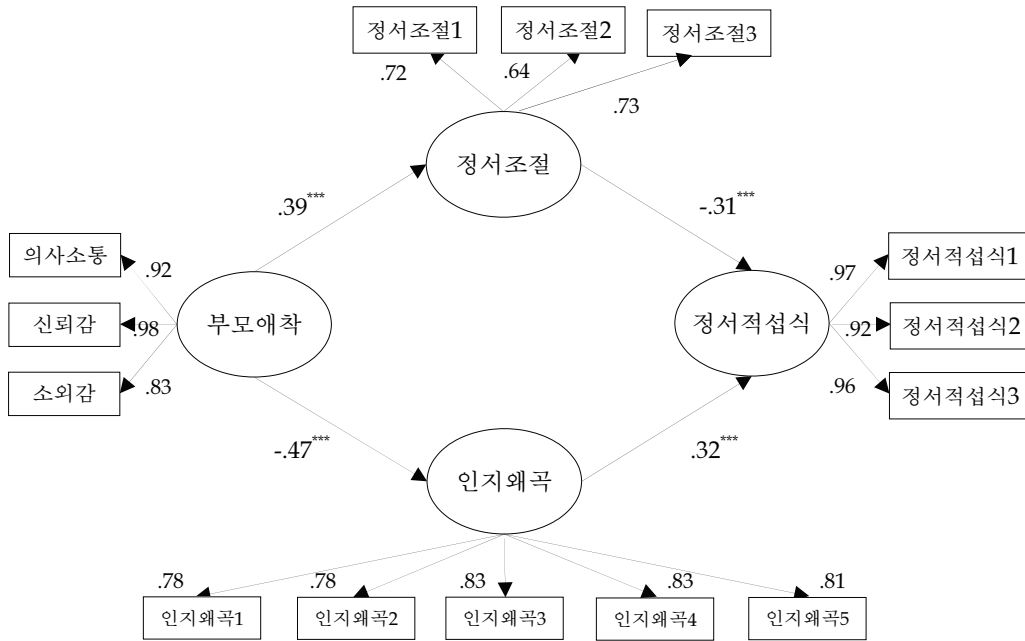 정서조절1
정서조절2
정서조절3
.72
.64
.73
정서조절
.39***
-.31***
의사소통
.92
신뢰감
.98
소외감
.83
부모애착
정서적섭식
.97
정서적섭식1
.92
정서적섭식2
.96
정서적섭식3
-.47***
.32***
인지왜곡
.78
.78
.83
.83
.81
인지왜곡1
인지왜곡2
인지왜곡3
인지왜곡4
인지왜곡5